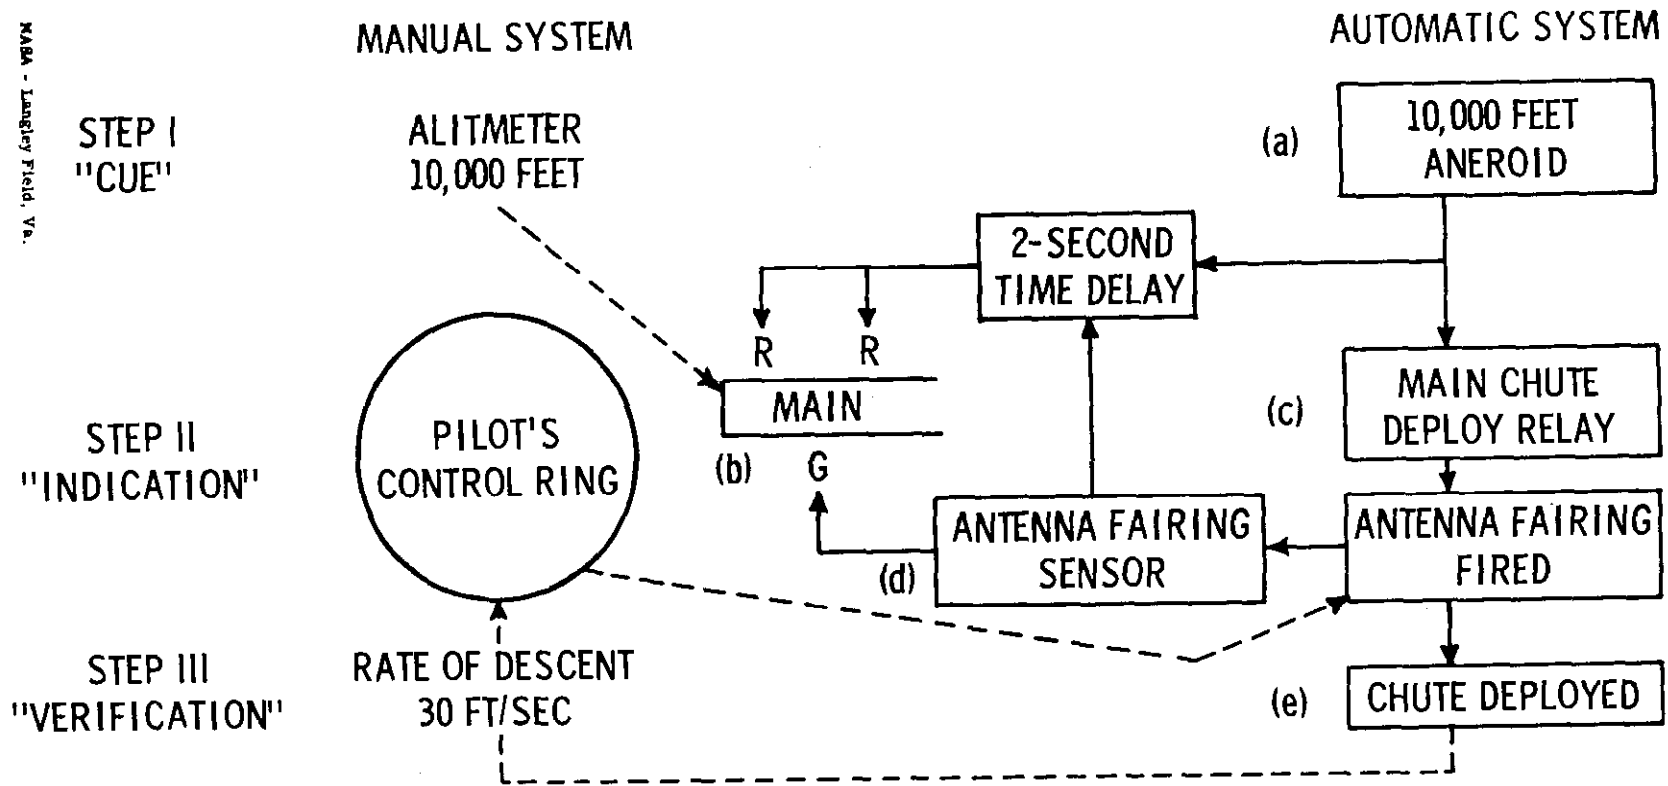 NASA - Langley Field, Va.
MANUAL SYSTEM
AUTOMATIC SYSTEM
STEP I
"CUE"
ALITMETER
10,000 FEET
(a)
10,000 FEET
ANEROID
2-SECOND
TIME DELAY
R R
MAIN
(b)
G
STEP II
"INDICATION"
PILOT'S
CONTROL RING
(c)
MAIN CHUTE
DEPLOY RELAY
(d)
ANTENNA FAIRING
SENSOR
ANTENNA FAIRING
FIRED
STEP III
"VERIFICATION"
RATE OF DESCENT
30 FT/SEC
(e)
CHUTE DEPLOYED